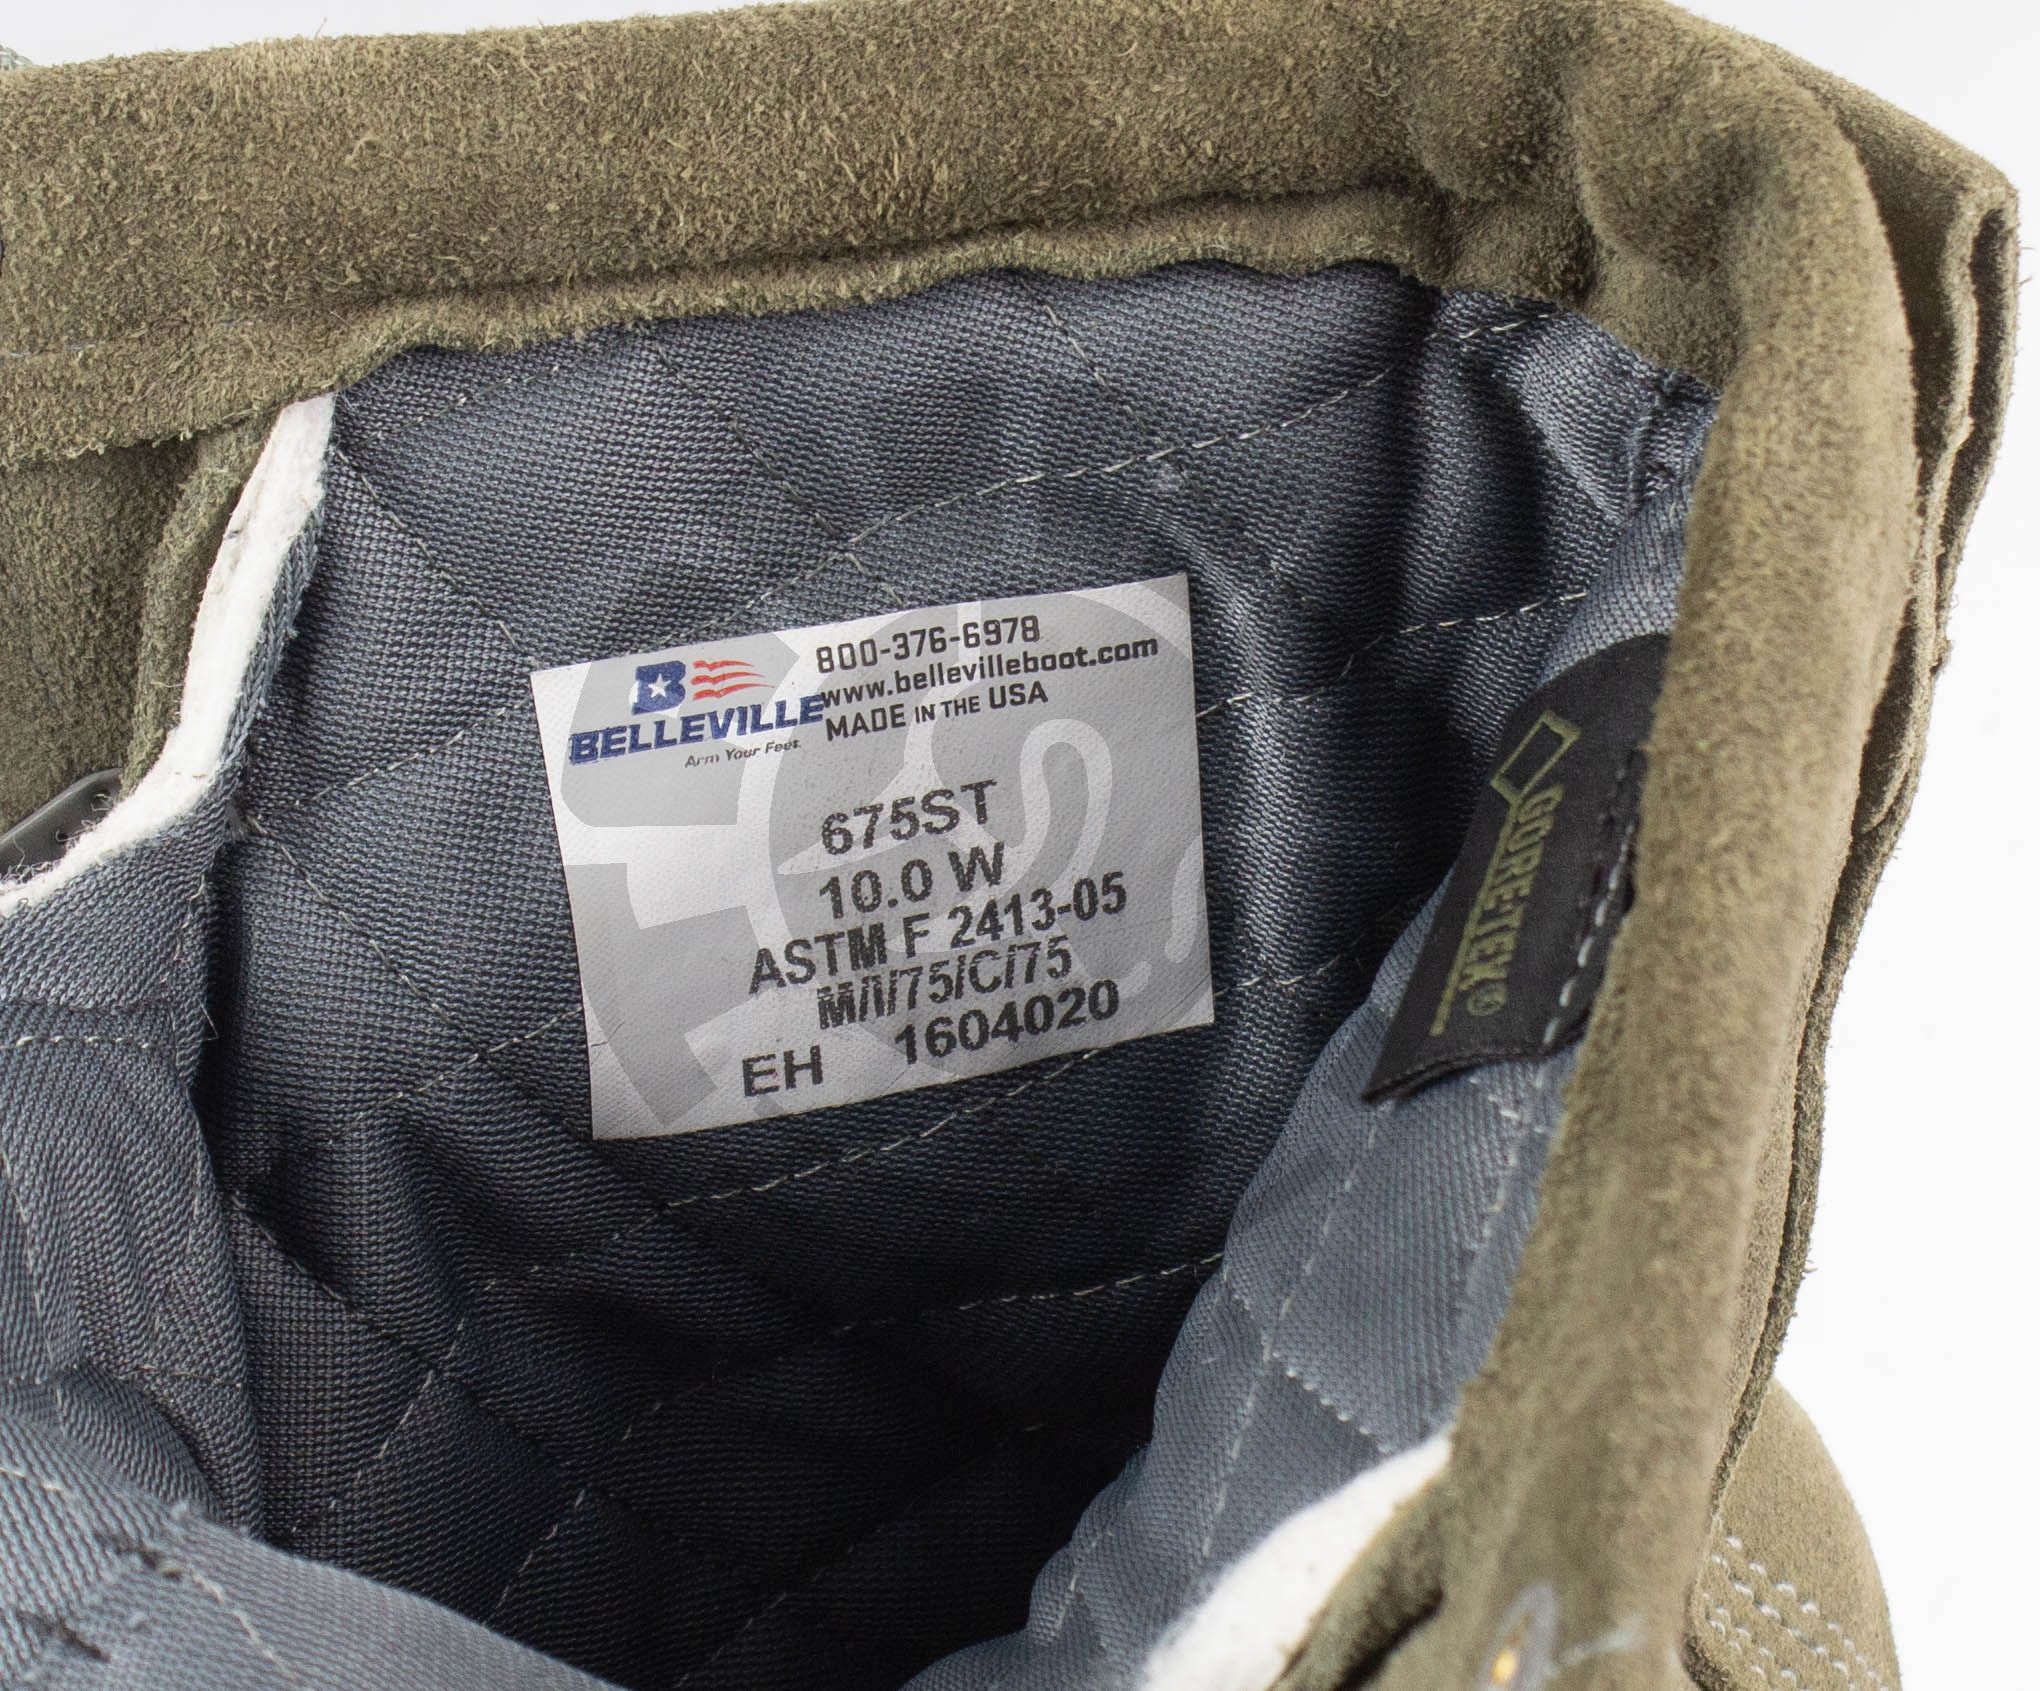 B
BELLEVILLE
Arm Your Feet.
800-376-6978
www.bellevilleboot.com
MADE IN THE USA
675ST
10.0 W
ASTM F 2413-05
M/I/75/C/75
EH 1604020
GORE-TEX®